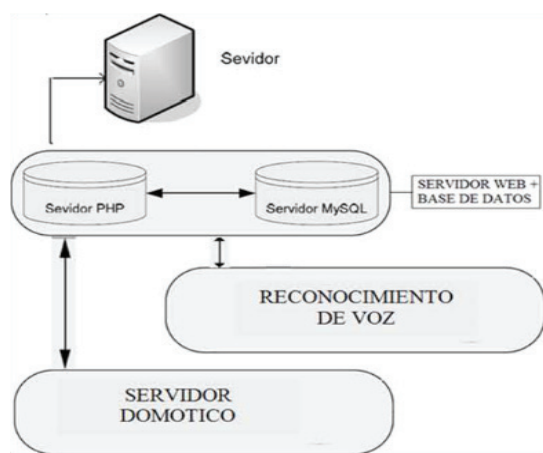 Sevidor
Sevidor PHP
Servidor MySQL
SERVIDOR WEB +
BASE DE DATOS
RECONOCIMIENTO
DE VOZ
SERVIDOR
DOMOTICO